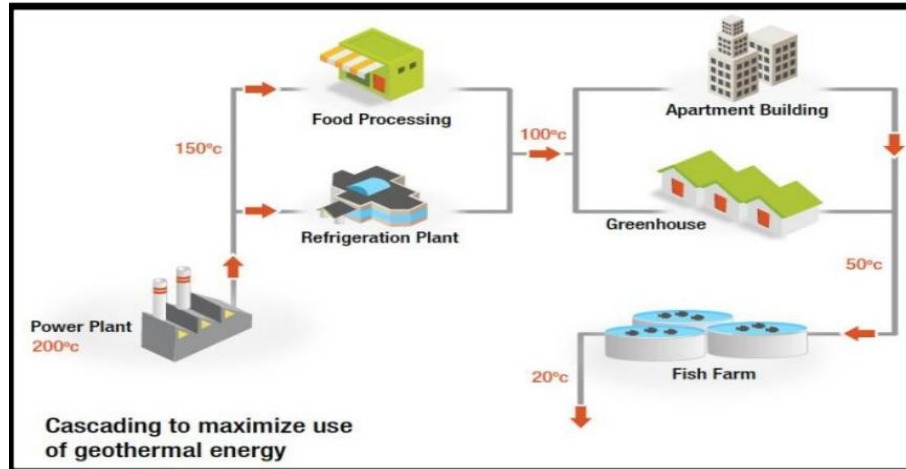 Food Processing
150°c
Refrigeration Plant
100°c
Apartment Building
Greenhouse
50°c
Power Plant
200°c
20°c
Fish Farm
Cascading to maximize use
of geothermal energy